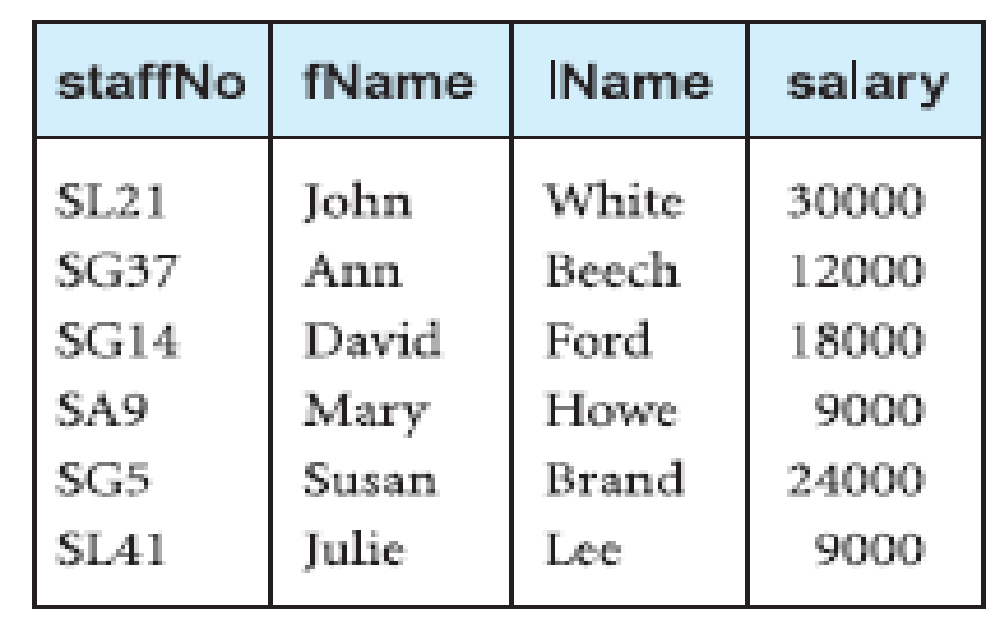 staffNo fName lName salary
SL21 John White 30000
SG37 Ann Beech 12000
SG14 David Ford 18000
SA9 Mary Howe 9000
SG5 Susan Brand 24000
SL41 Julie Lee 9000